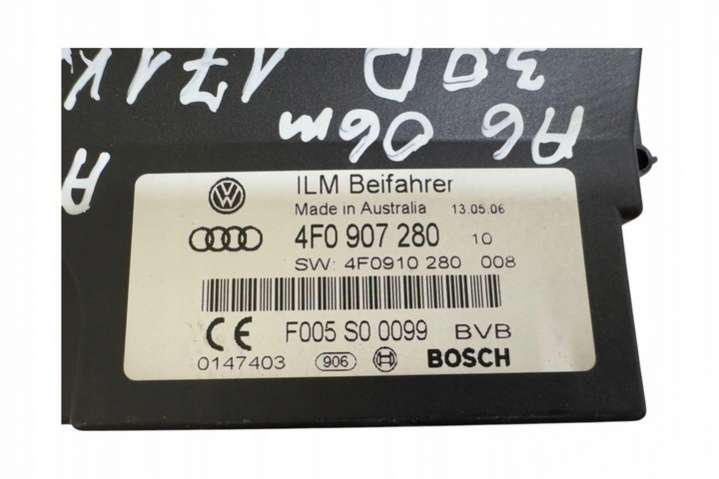 3.0D 171K
A6 06m
A
ILM Beifahrer
Made in Australia 13.05.06
4F0 907 280 10
SW: 4F0910 280 008
F005 S0 0099 BVB
CE
0147403 906 BOSCH